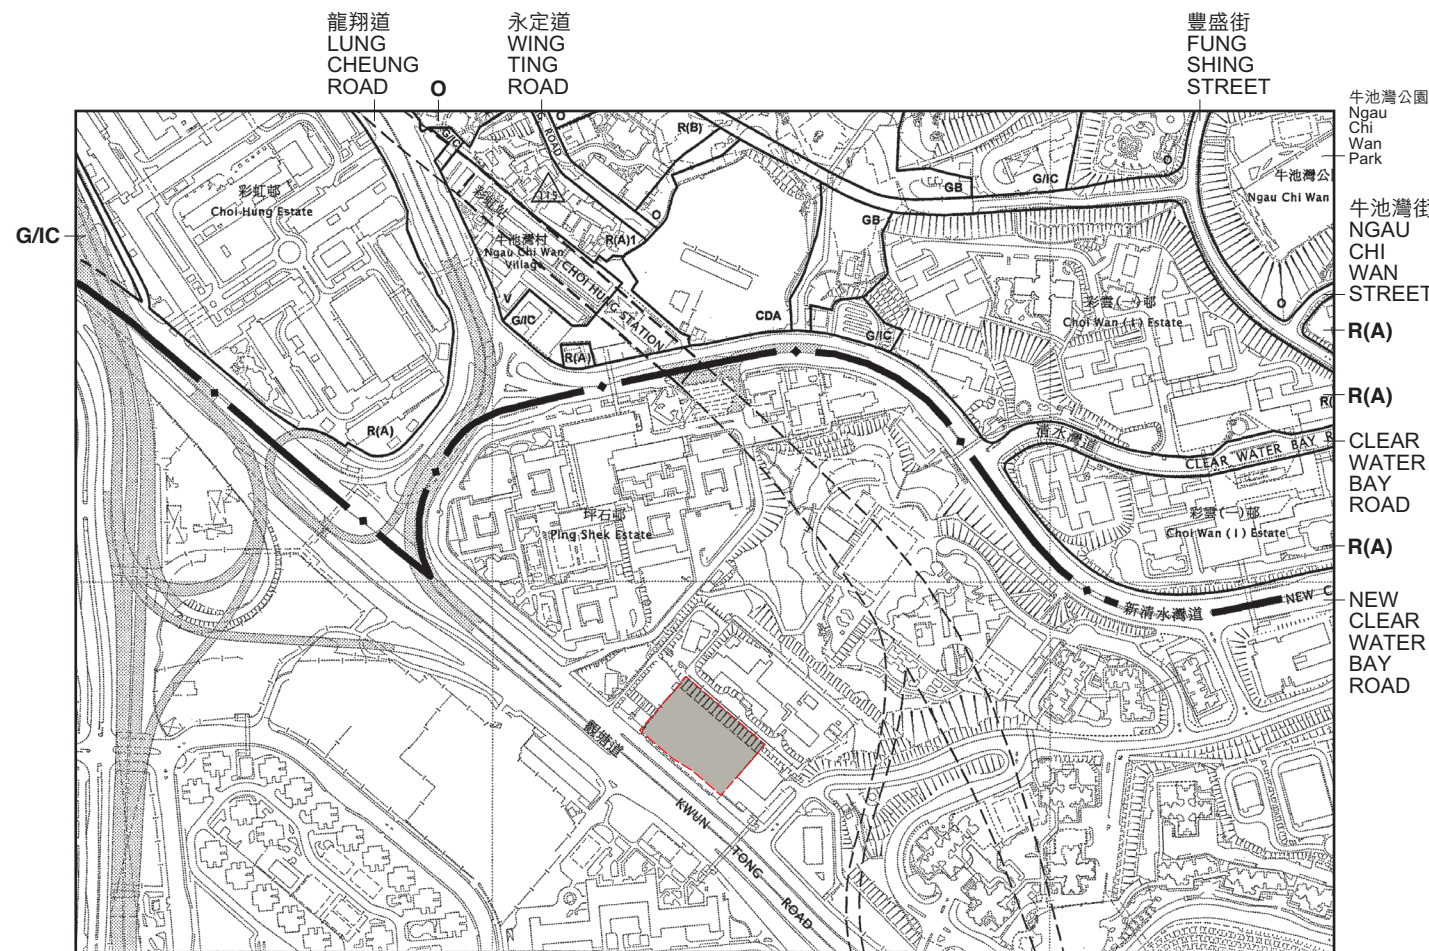 龍翔道
LUNG
CHEUNG
ROAD
O
永定道
WING
TING
ROAD
豐盛街
FUNG
SHING
STREET
牛池灣公園
Ngau
Chi
Wan
Park
牛池灣街
NGAU
CHI
WAN
STREET
R(A)
R(A)
CLEAR
WATER
BAY
ROAD
R(A)
NEW
CLEAR
WATER
BAY
ROAD
G/IC
彩虹邨
Choi Hung Estate
G/IC
O
ROAD
R(B)
115
O
R(A)1
牛池灣村
Ngau Chi Wan
Village
CHOI HUNG STATION
V
G/IC
R(A)
CDA
GB
GB
G/IC
O
牛池灣公
Ngau Chi Wan
O
彩雲(一)邨
Choi Wan (I) Estate
G/IC
R(A)
清水灣道
CLEAR WATER BAY R
坪石邨
Ping Shek Estate
彩雲(一)邨
Choi Wan (I) Estate
新清水灣道
NEW C
觀塘道
KWUN
TONG
ROAD